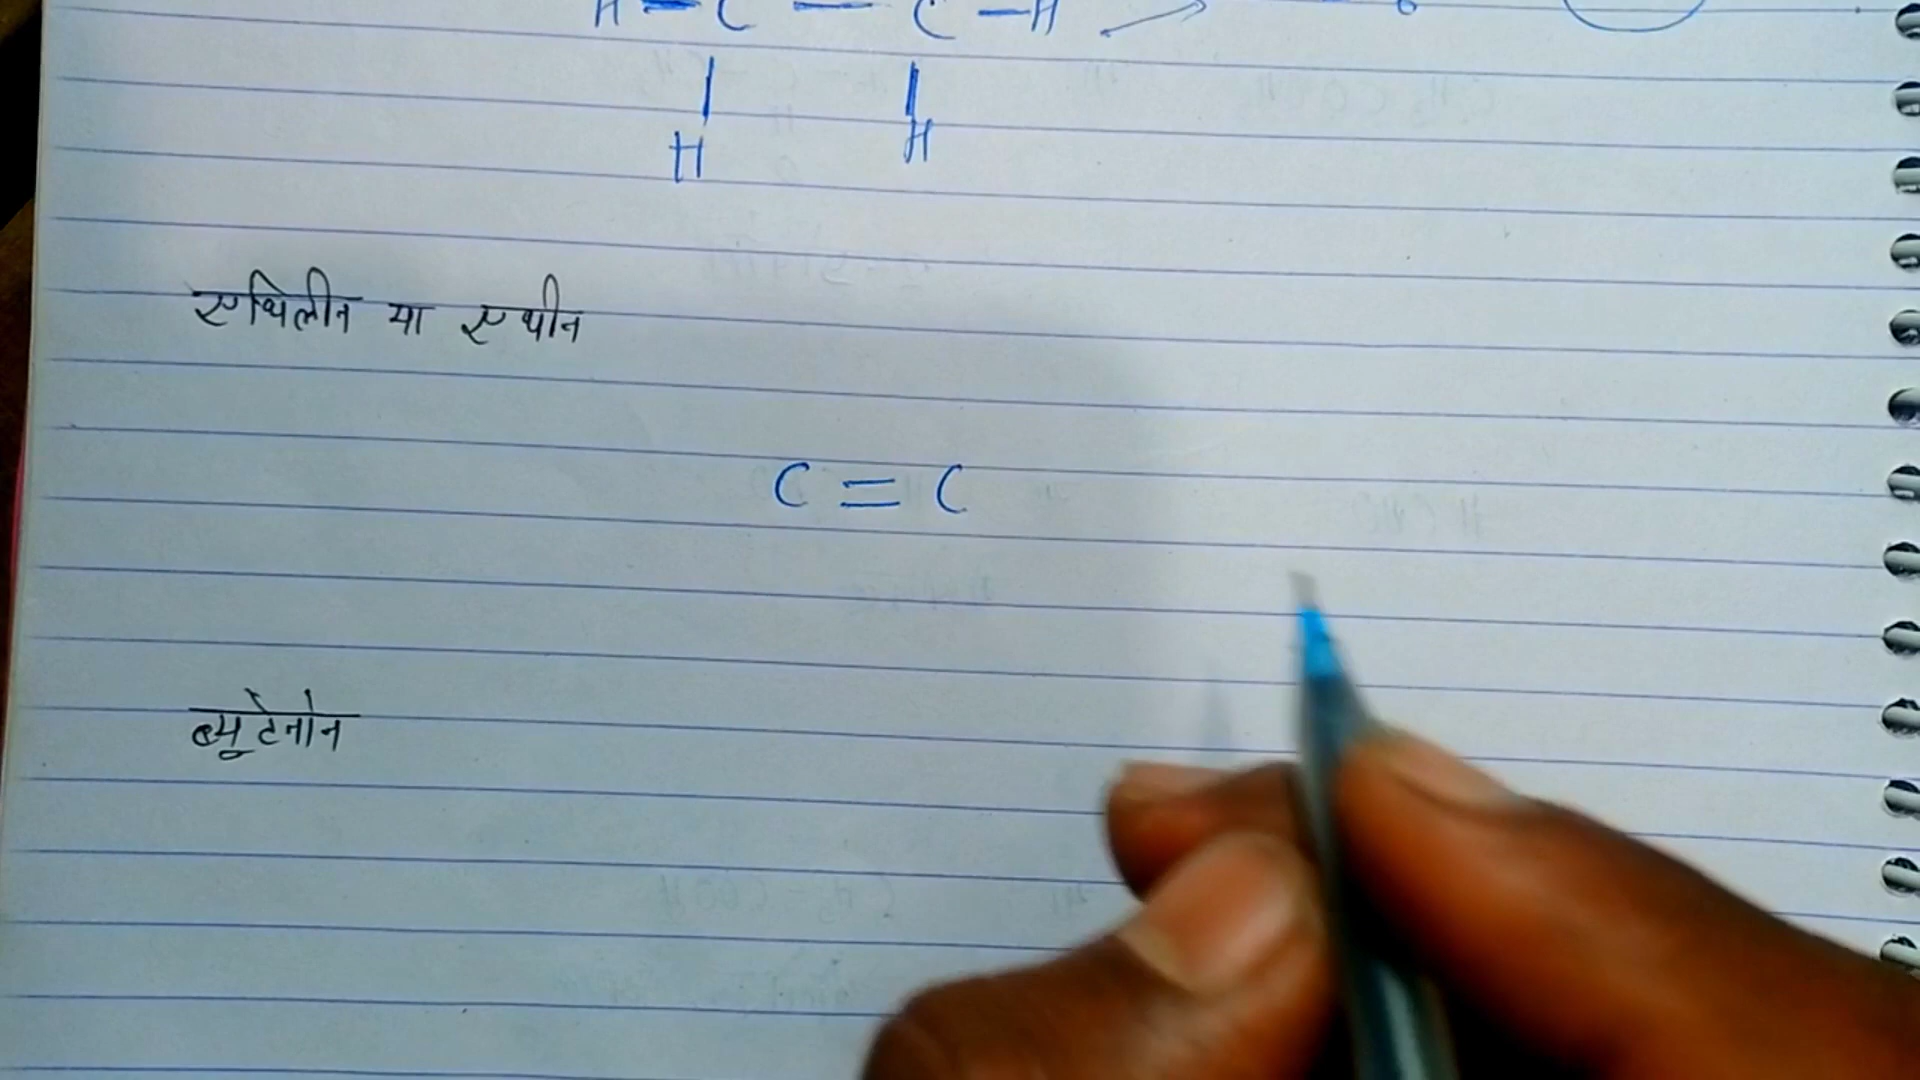 H – C – C – H
H H
एथिलीन या एथीन
C = C
ब्यूटेनोन